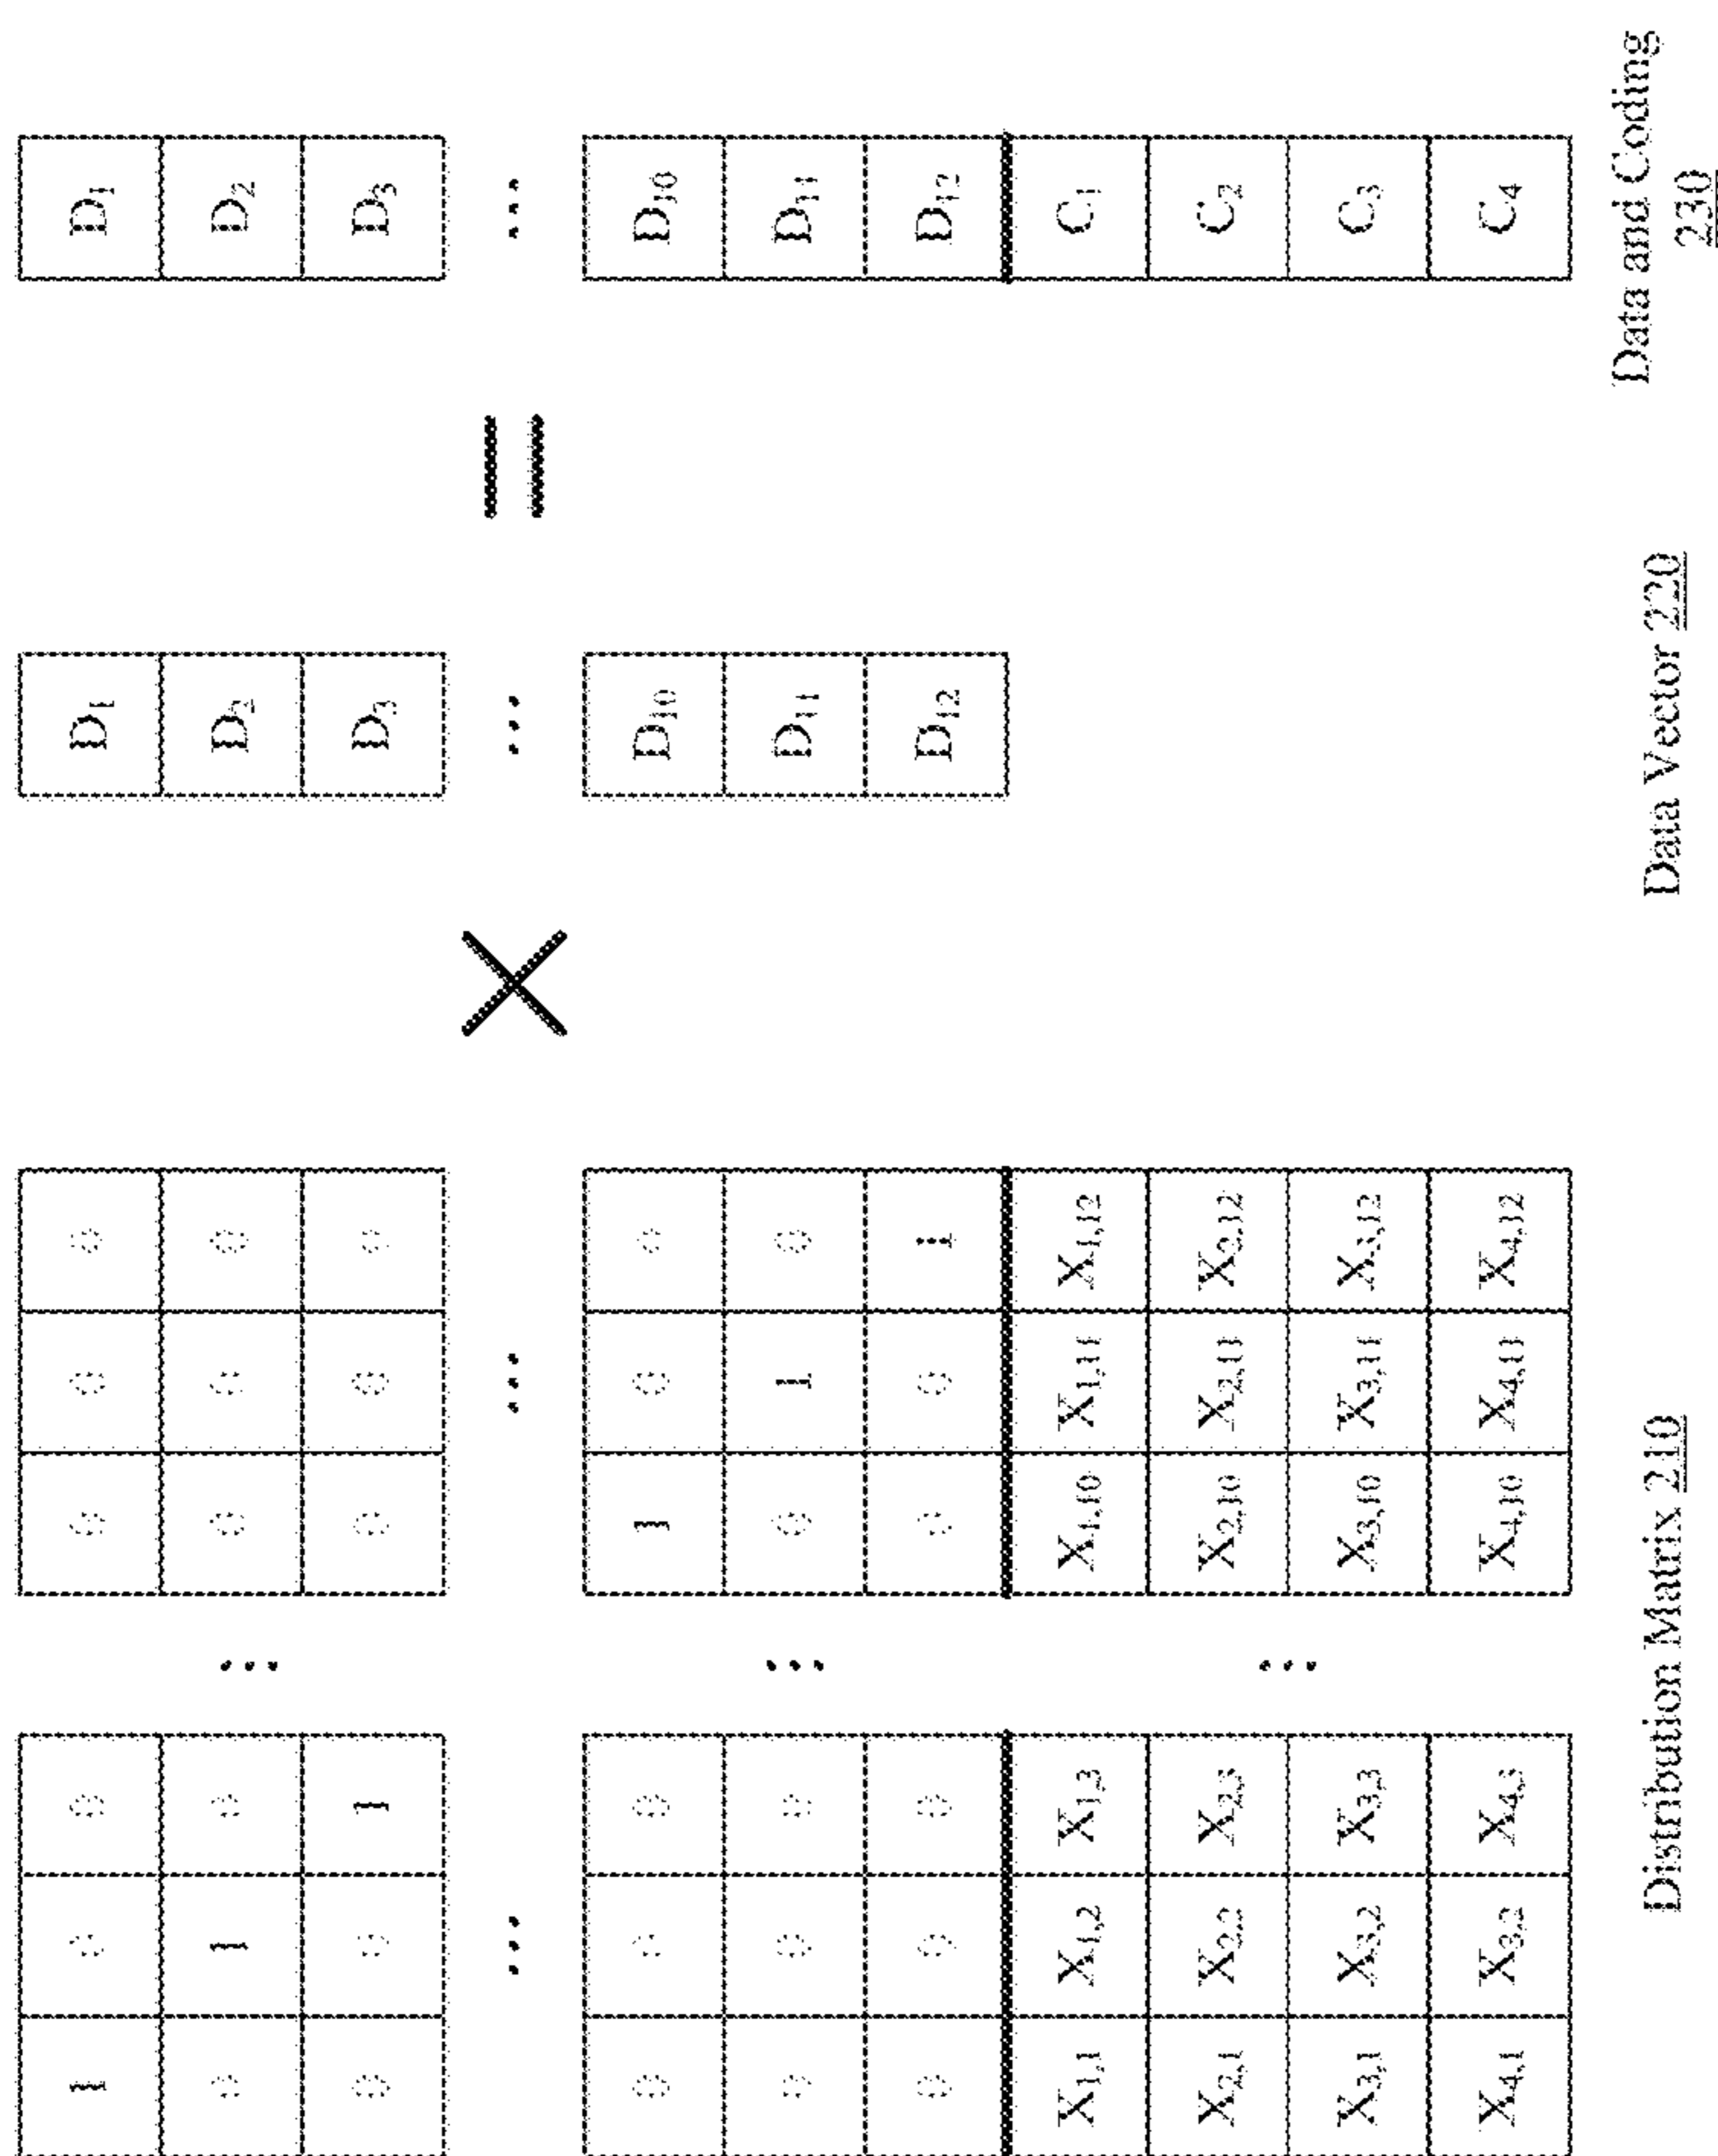 1 0 0 0 0 0 D₁ D₁
0 1 0 ... 0 0 0 D₂ D₂
0 0 1 0 0 0 D₃ D₃
... ... × ... = ...
0 0 0 1 0 0 D₁₀ D₁₀
0 0 0 ... 0 1 0 D₁₁ D₁₁
0 0 0 0 0 1 D₁₂ D₁₂
X₁,₁ X₁,₂ X₁,₃ X₁,₁₀ X₁,₁₁ X₁,₁₂ C₁
X₂,₁ X₂,₂ X₂,₃ ... X₂,₁₀ X₂,₁₁ X₂,₁₂ C₂
X₃,₁ X₃,₂ X₃,₃ X₃,₁₀ X₃,₁₁ X₃,₁₂ C₃
X₄,₁ X₃,₂ X₄,₃ X₄,₁₀ X₄,₁₁ X₄,₁₂ C₄
Distribution Matrix 210
Data Vector 220
Data and Coding
230